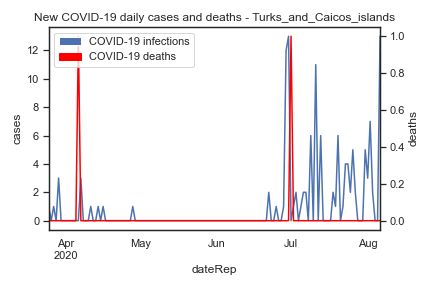 New COVID-19 daily cases and deaths - Turks_and_Caicos_islands
COVID-19 infections
COVID-19 deaths
cases
12
10
8
6
4
2
0
1.0
0.8
0.6
0.4
0.2
0.0
deaths
Apr
2020
May
Jun
Jul
Aug
dateRep